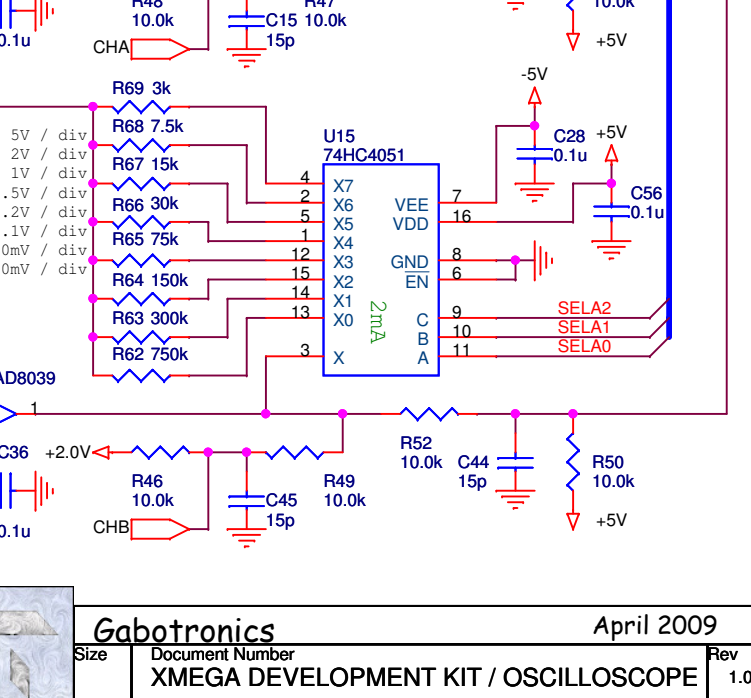 R48
10.0k
C15
15p
R47
10.0k
10.0k
0.1u
CHA
+5V
-5V
C28
0.1u
+5V
C56
0.1u
R69 3k
R68 7.5k
R67 15k
R66 30k
R65 75k
R64 150k
R63 300k
R62 750k
5V / div
2V / div
1V / div
.5V / div
.2V / div
.1V / div
0mV / div
0mV / div
U15
74HC4051
4 X7
2 X6
5 X5
1 X4
12 X3
15 X2
14 X1
13 X0
3 X
2mA
VEE 7
VDD 16
GND 8
EN 6
C 9 SELA2
B 10 SELA1
A 11 SELA0
AD8039
1
C36
0.1u
+2.0V
R46
10.0k
CHB
C45
15p
R49
10.0k
R52
10.0k
C44
15p
R50
10.0k
+5V
Gabotronics
April 2009
Size
Document Number
Rev
XMEGA DEVELOPMENT KIT / OSCILLOSCOPE
1.0